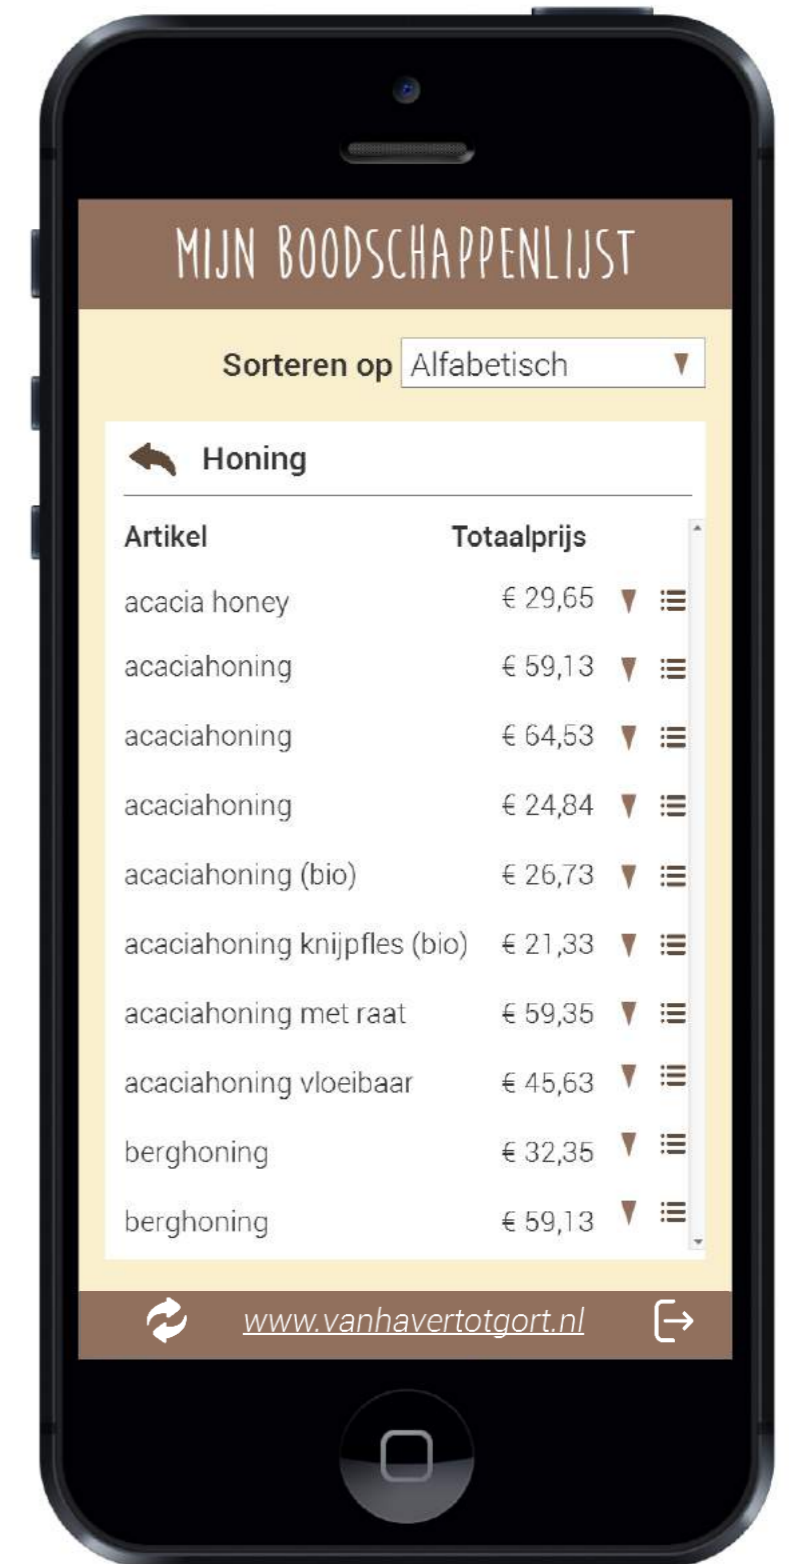 MIJN BOODSCHAPPENLIJST
Sorteren op Alfabetisch
Honing
Artikel Totaalprijs
acacia honey € 29,65
acaciahoning € 59,13
acaciahoning € 64,53
acaciahoning € 24,84
acaciahoning (bio) € 26,73
acaciahoning knijpfles (bio) € 21,33
acaciahoning met raat € 59,35
acaciahoning vloeibaar € 45,63
berghoning € 32,35
berghoning € 59,13
www.vanhavertotgort.nl